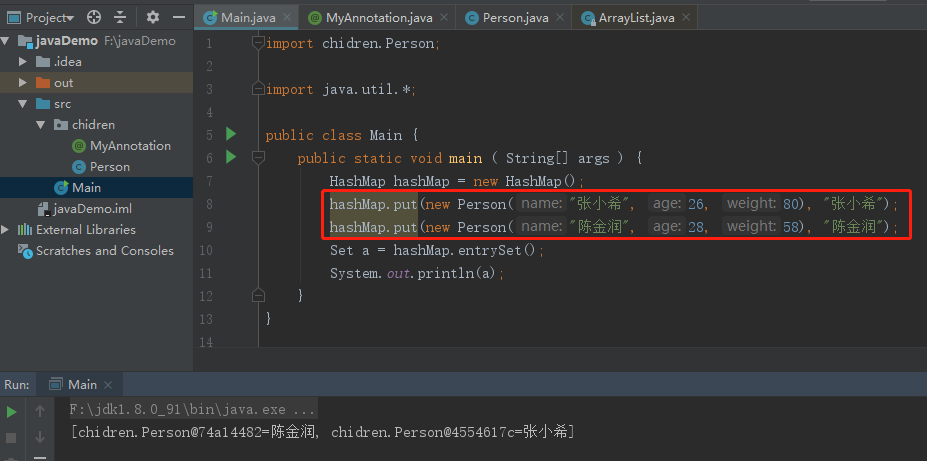 Project
Main.java
MyAnnotation.java
Person.java
ArrayList.java
javaDemo F:\javaDemo
.idea
out
src
chidren
MyAnnotation
Person
Main
javaDemo.iml
External Libraries
Scratches and Consoles
1 import chidren.Person;
2
3 import java.util.*;
4
5 public class Main {
6 public static void main ( String[] args ) {
7 HashMap hashMap = new HashMap();
8 hashMap.put(new Person( name: "张小希", age: 26, weight: 80), "张小希");
9 hashMap.put(new Person( name: "陈金润", age: 28, weight: 58), "陈金润");
10 Set a = hashMap.entrySet();
11 System.out.println(a);
12 }
13 }
14
Run: Main
F:\jdk1.8.0_91\bin\java.exe ...
[chidren.Person@74a14482=陈金润, chidren.Person@4554617c=张小希]